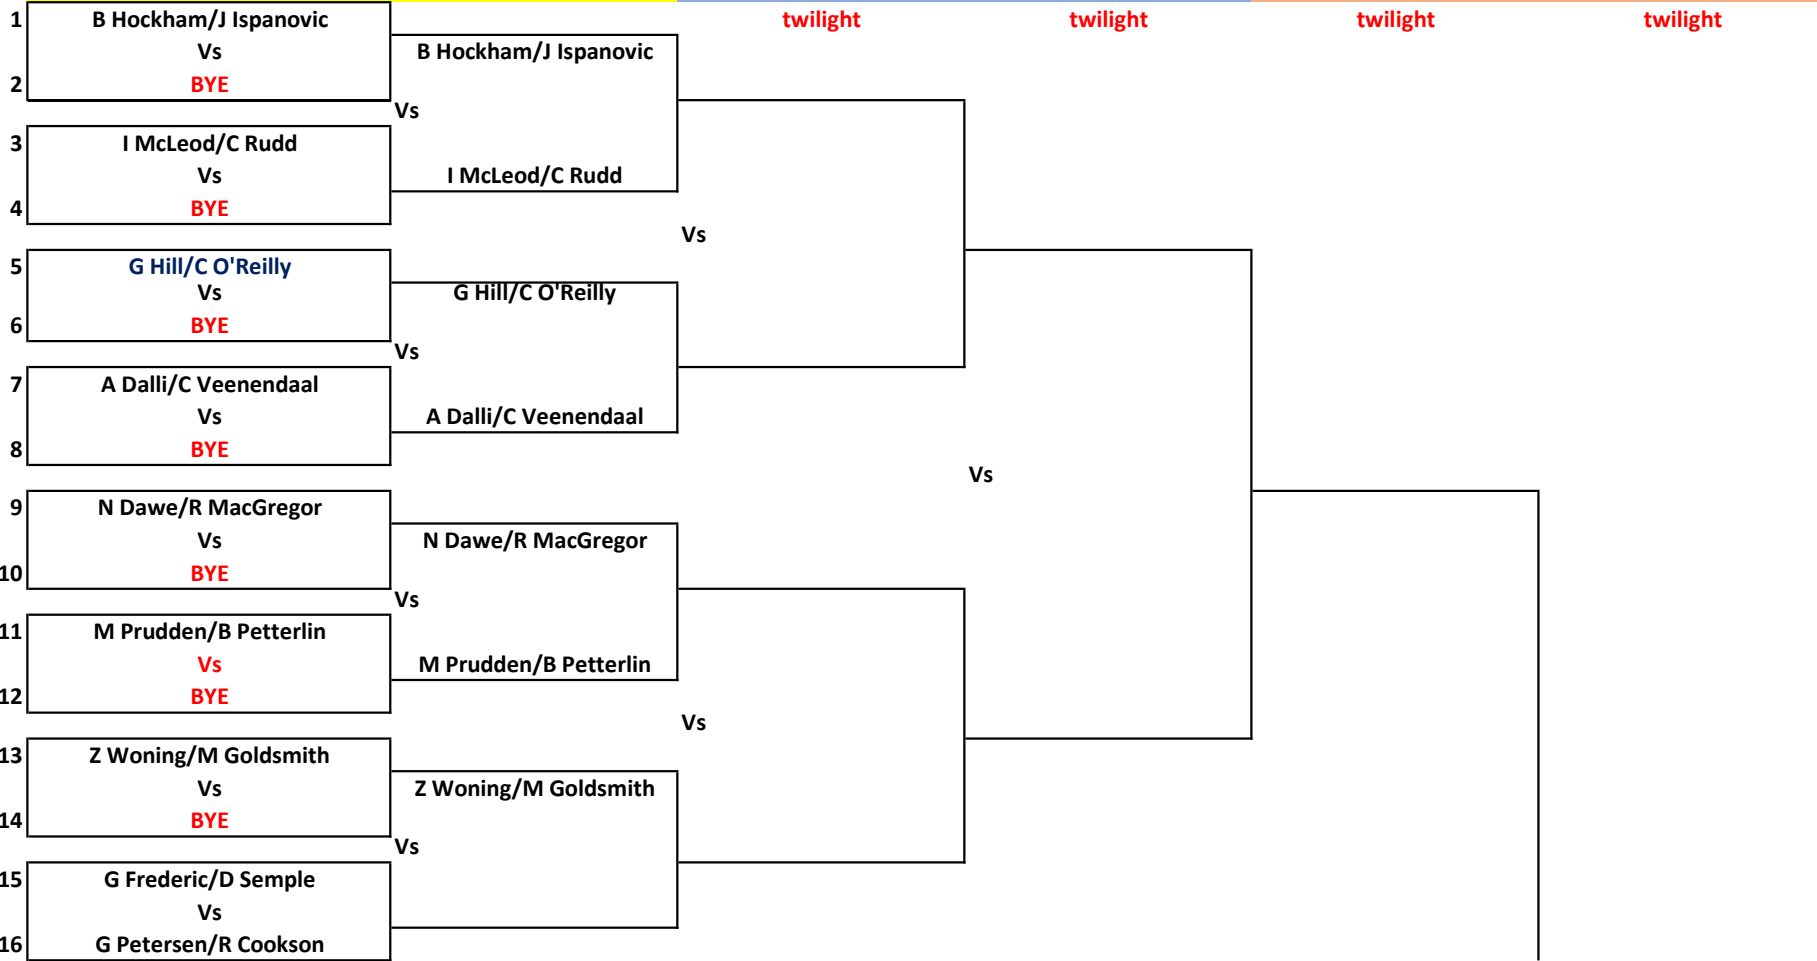 1 B Hockham/J Ispanovic twilight twilight twilight twilight
Vs B Hockham/J Ispanovic
2 BYE
Vs
3 I McLeod/C Rudd
Vs I McLeod/C Rudd
4 BYE
Vs
5 G Hill/C O'Reilly
Vs G Hill/C O'Reilly
6 BYE
Vs
7 A Dalli/C Veenendaal
Vs A Dalli/C Veenendaal
8 BYE
Vs
9 N Dawe/R MacGregor
Vs N Dawe/R MacGregor
10 BYE
Vs
11 M Prudden/B Petterlin
Vs M Prudden/B Petterlin
12 BYE
Vs
13 Z Woning/M Goldsmith
Vs Z Woning/M Goldsmith
14 BYE
Vs
15 G Frederic/D Semple
Vs
16 G Petersen/R Cookson